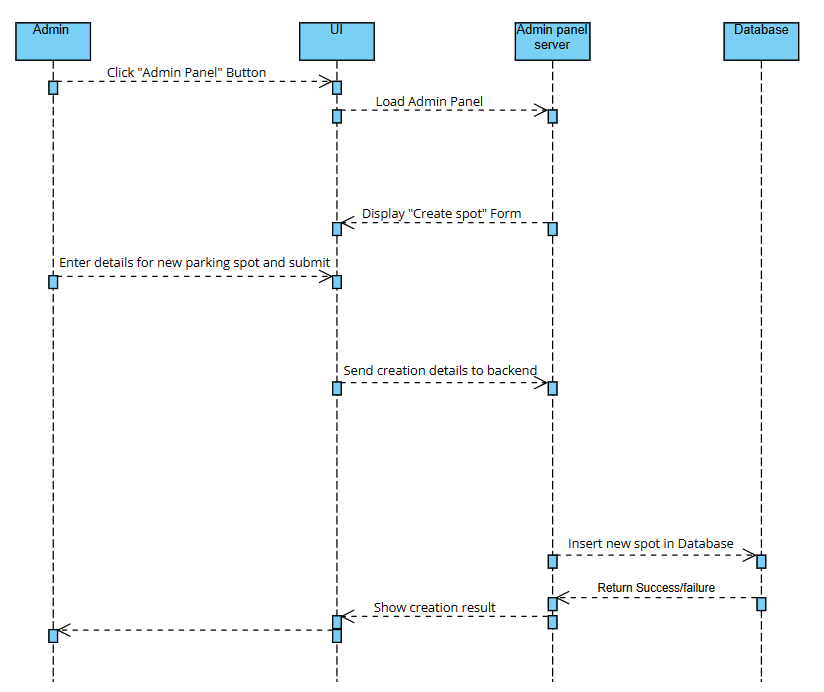 Admin
UI
Admin panel
server
Database
Click "Admin Panel" Button
Load Admin Panel
Display "Create spot" Form
Enter details for new parking spot and submit
Send creation details to backend
Insert new spot in Database
Return Success/failure
Show creation result